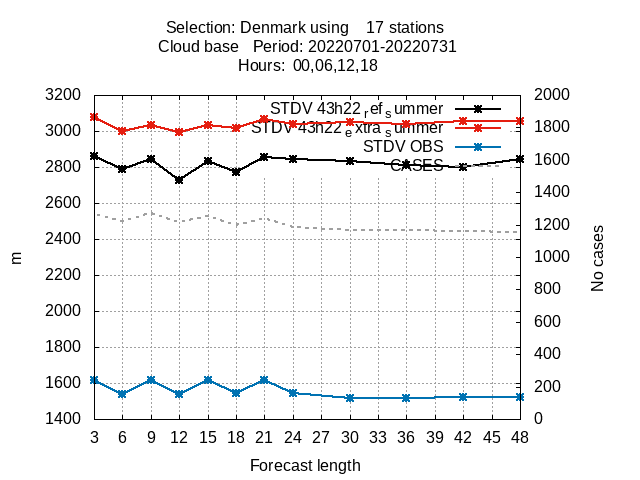 Selection: Denmark using 17 stations
Cloud base Period: 20220701-20220731
Hours: 00,06,12,18
3200
3000
2800
2600
2400
2200
2000
1800
1600
1400
m
STDV 43h22refsummer
STDV 43h22extrasummer
STDV OBS
CASES
2000
1800
1600
1400
1200
1000
800
600
400
200
0
No cases
3 6 9 12 15 18 21 24 27 30 33 36 39 42 45 48
Forecast length